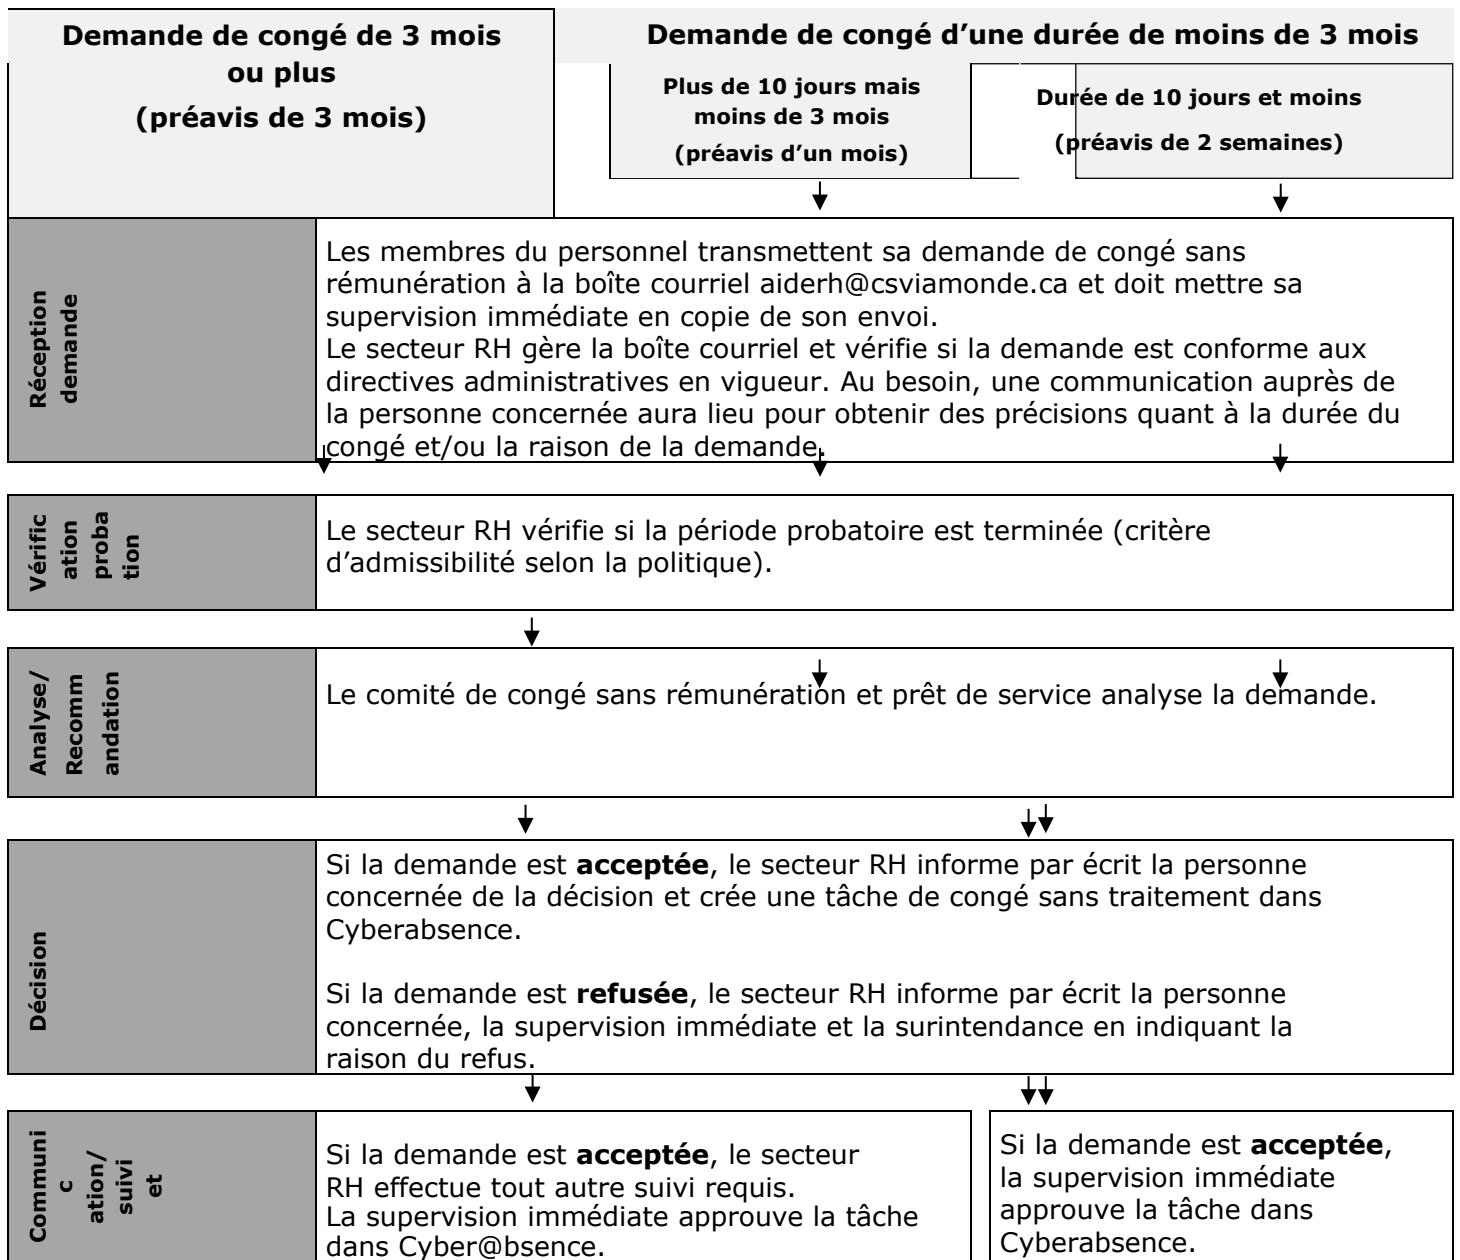 Demande de congé de 3 mois
ou plus
(préavis de 3 mois)
Demande de congé d’une durée de moins de 3 mois
Plus de 10 jours mais
moins de 3 mois
(préavis d’un mois)
Durée de 10 jours et moins
(préavis de 2 semaines)
Réception
demande
Les membres du personnel transmettent sa demande de congé sans
rémunération à la boîte courriel aiderh@csviamonde.ca et doit mettre sa
supervision immédiate en copie de son envoi.
Le secteur RH gère la boîte courriel et vérifie si la demande est conforme aux
directives administratives en vigueur. Au besoin, une communication auprès de
la personne concernée aura lieu pour obtenir des précisions quant à la durée du
congé et/ou la raison de la demande.
Vérific
ation
proba
tion
Le secteur RH vérifie si la période probatoire est terminée (critère
d’admissibilité selon la politique).
Analyse/
Recomm
andation
Le comité de congé sans rémunération et prêt de service analyse la demande.
Décision
Si la demande est acceptée, le secteur RH informe par écrit la personne
concernée de la décision et crée une tâche de congé sans traitement dans
Cyberabsence.
Si la demande est refusée, le secteur RH informe par écrit la personne
concernée, la supervision immédiate et la surintendance en indiquant la
raison du refus.
Communi
c
ation/
suivi
et
Si la demande est acceptée, le secteur
RH effectue tout autre suivi requis.
La supervision immédiate approuve la tâche
dans Cyber@bsence.
Si la demande est acceptée,
la supervision immédiate
approuve la tâche dans
Cyberabsence.